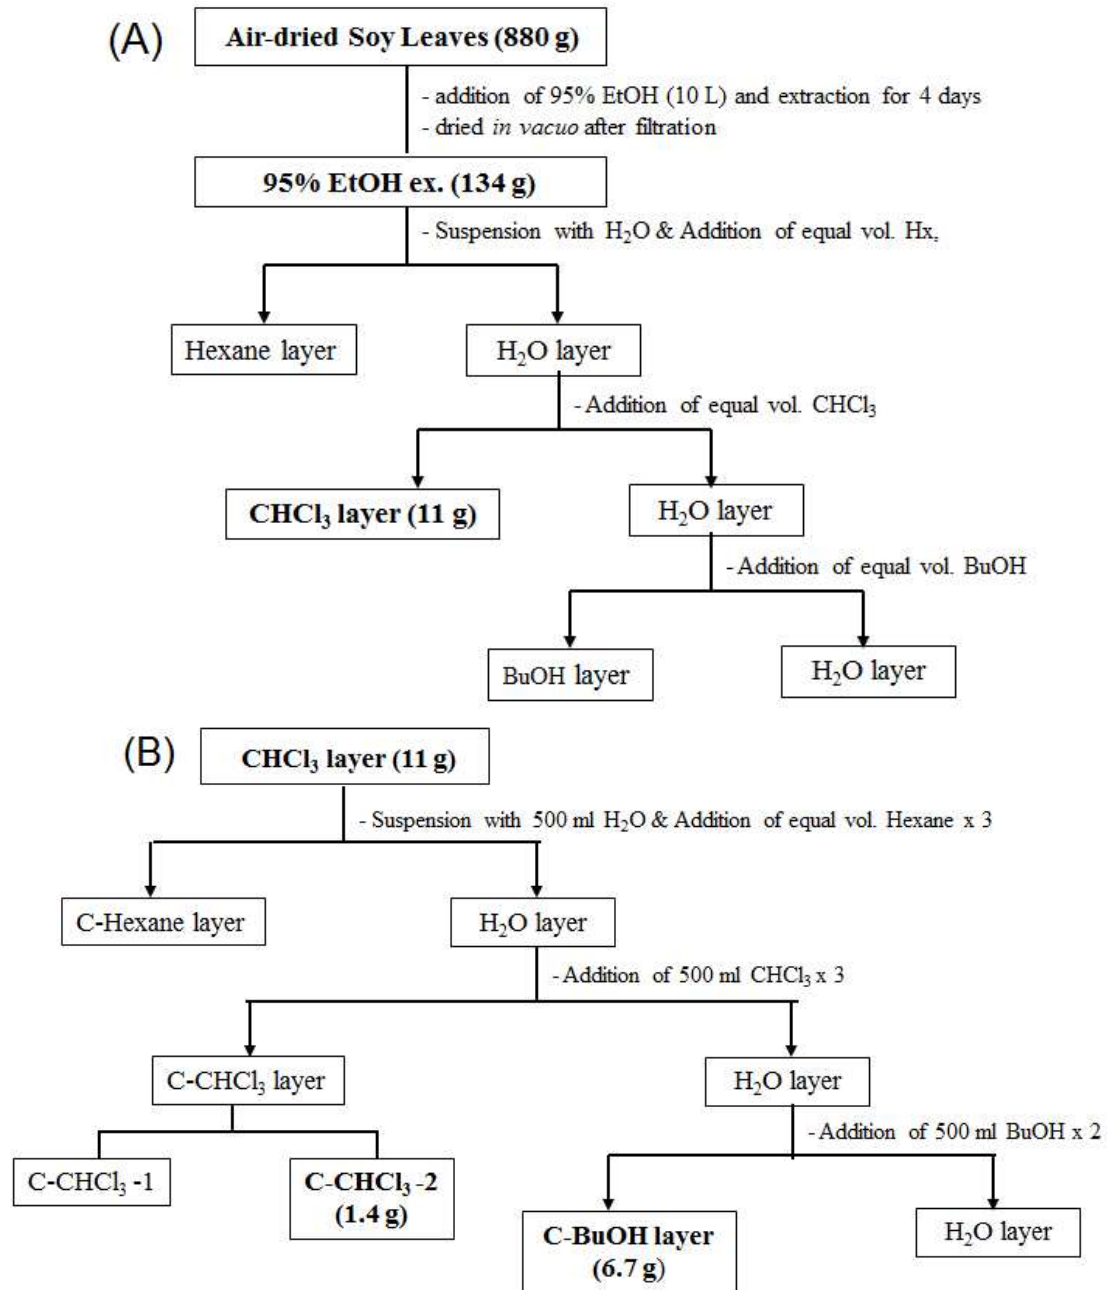 (A)
Air-dried Soy Leaves (880 g)
- addition of 95% EtOH (10 L) and extraction for 4 days
- dried in vacuo after filtration
95% EtOH ex. (134 g)
- Suspension with H₂O & Addition of equal vol. Hx,
Hexane layer
H₂O layer
- Addition of equal vol. CHCl₃
CHCl₃ layer (11 g)
H₂O layer
- Addition of equal vol. BuOH
BuOH layer
H₂O layer
(B)
CHCl₃ layer (11 g)
- Suspension with 500 ml H₂O & Addition of equal vol. Hexane x 3
C-Hexane layer
H₂O layer
- Addition of 500 ml CHCl₃ x 3
C-CHCl₃ layer
H₂O layer
- Addition of 500 ml BuOH x 2
C-CHCl₃ -1
C-CHCl₃ -2
(1.4 g)
C-BuOH layer
(6.7 g)
H₂O layer